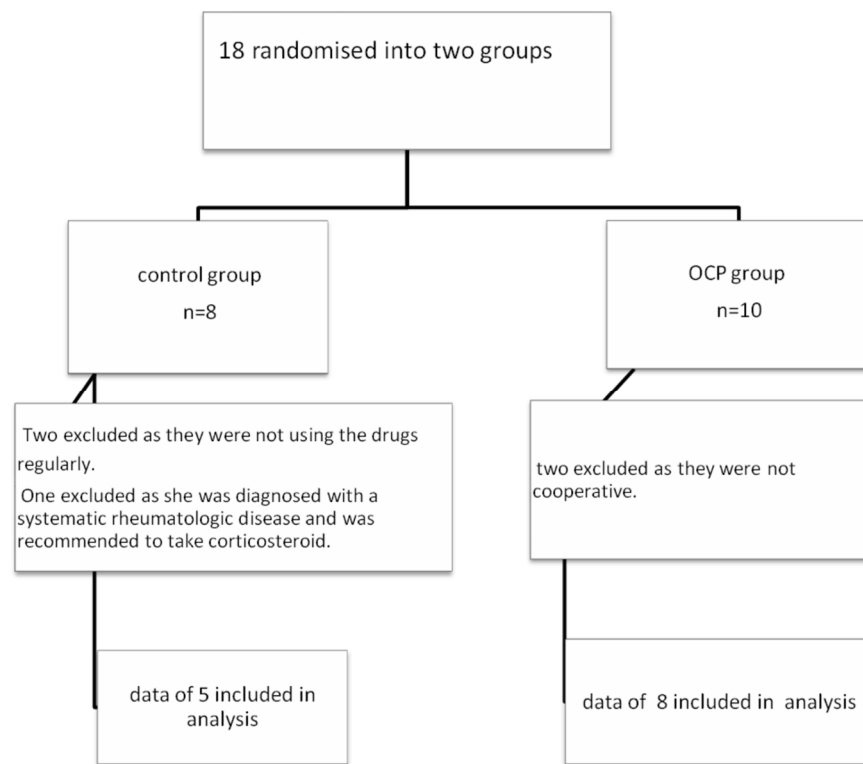 18 randomised into two groups
control group
n=8
OCP group
n=10
Two excluded as they were not using the drugs
regularly.
One excluded as she was diagnosed with a
systematic rheumatologic disease and was
recommended to take corticosteroid.
two excluded as they were not
cooperative.
data of 5 included in
analysis
data of 8 included in analysis